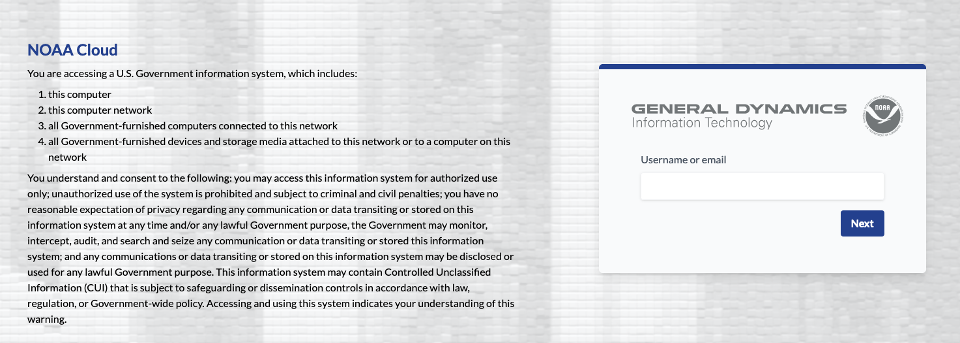 NOAA Cloud
You are accessing a U.S. Government information system, which includes:
1. this computer
2. this computer network
3. all Government-furnished computers connected to this network
4. all Government-furnished devices and storage media attached to this network or to a computer on this
network
You understand and consent to the following: you may access this information system for authorized use
only; unauthorized use of the system is prohibited and subject to criminal and civil penalties; you have no
reasonable expectation of privacy regarding any communication or data transiting or stored on this
information system at any time and/or any lawful Government purpose, the Government may monitor,
intercept, audit, and search and seize any communication or data transiting or stored this information
system; and any communications or data transiting or stored on this information system may be disclosed or
used for any lawful Government purpose. This information system may contain Controlled Unclassified
Information (CUI) that is subject to safeguarding or dissemination controls in accordance with law,
regulation, or Government-wide policy. Accessing and using this system indicates your understanding of this
warning.
GENERAL DYNAMICS
Information Technology
NOAA
Username or email
Next